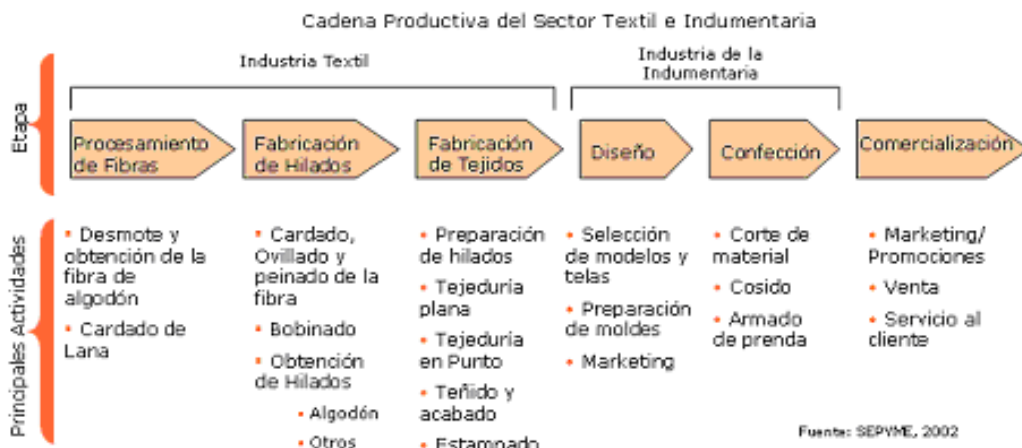 Cadena Productiva del Sector Textil e Indumentaria
Industria Textil
Industria de la
Indumentaria
Etapa
Procesamiento
de Fibras
Fabricación
de Hilados
Fabricación
de Tejidos
Diseño
Confección
Comercialización
Principales Actividades
Desmote y
obtención de la
fibra de
algodón
Cardado de
Lana
Cardado,
Ovillado y
peinado de la
fibra
Bobinado
Obtención
de Hilados
Algodón
Otros
Preparación
de hilados
Tejeduría
plana
Tejeduría
en Punto
Teñido y
acabado
Estampado
Selección
de modelos y
telas
Preparación
de moldes
Marketing
Corte de
material
Cosido
Armado
de prenda
Marketing/
Promociones
Venta
Servicio al
cliente
Fuente: SEPYME, 2002